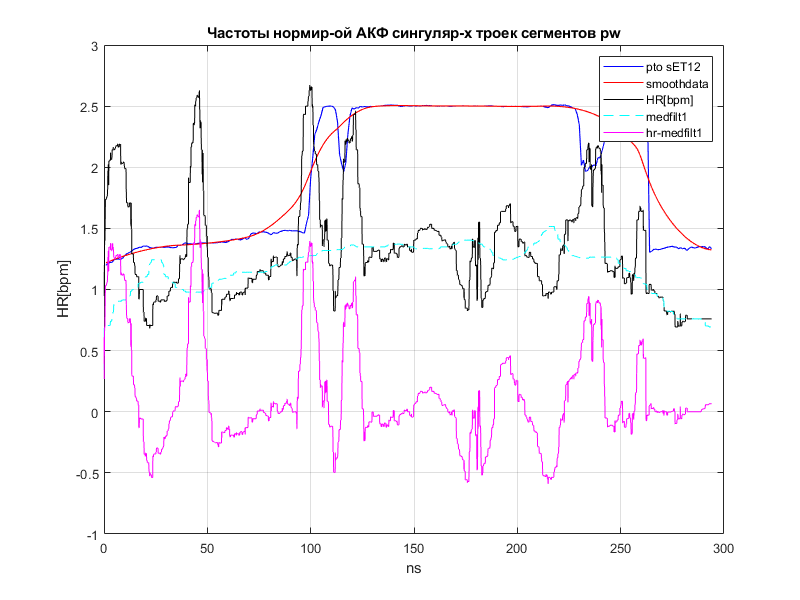 Частоты нормир-ой АКФ сингуляр-х троек сегментов pw
pto sET12
smoothdata
HR[bpm]
medfilt1
hr-medfilt1
3
2.5
2
1.5
1
0.5
0
-0.5
-1
HR[bpm]
0 50 100 150 200 250 300
ns